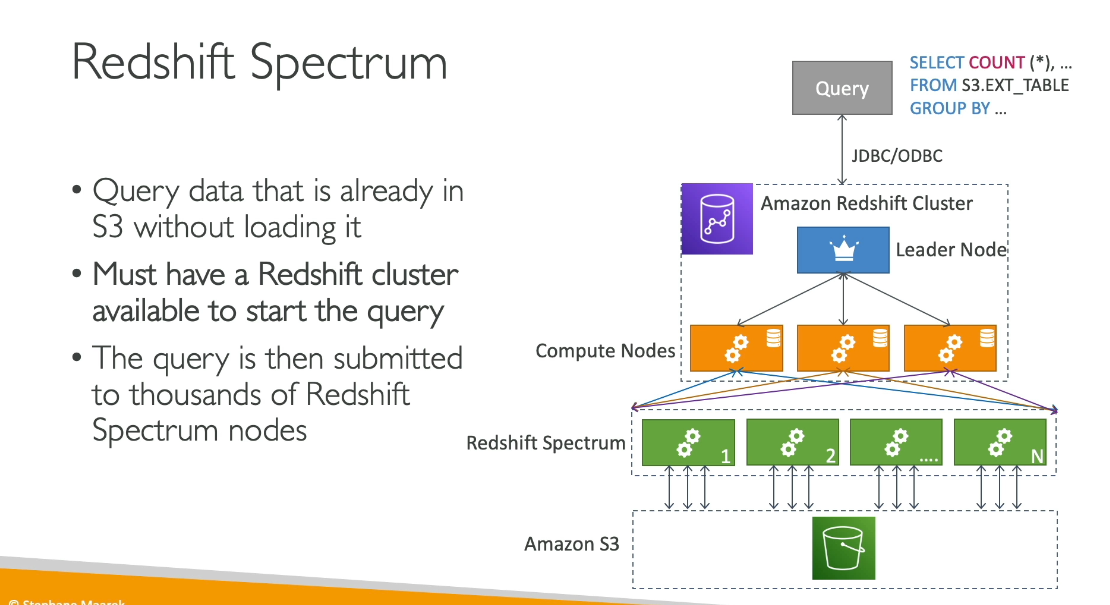 Redshift Spectrum
• Query data that is already in
S3 without loading it
• Must have a Redshift cluster
available to start the query
• The query is then submitted
to thousands of Redshift
Spectrum nodes
Query
SELECT COUNT (*), ...
FROM S3.EXT_TABLE
GROUP BY ...
JDBC/ODBC
Amazon Redshift Cluster
Leader Node
Compute Nodes
Redshift Spectrum
1
2
....
N
Amazon S3
© Stephane Maarek